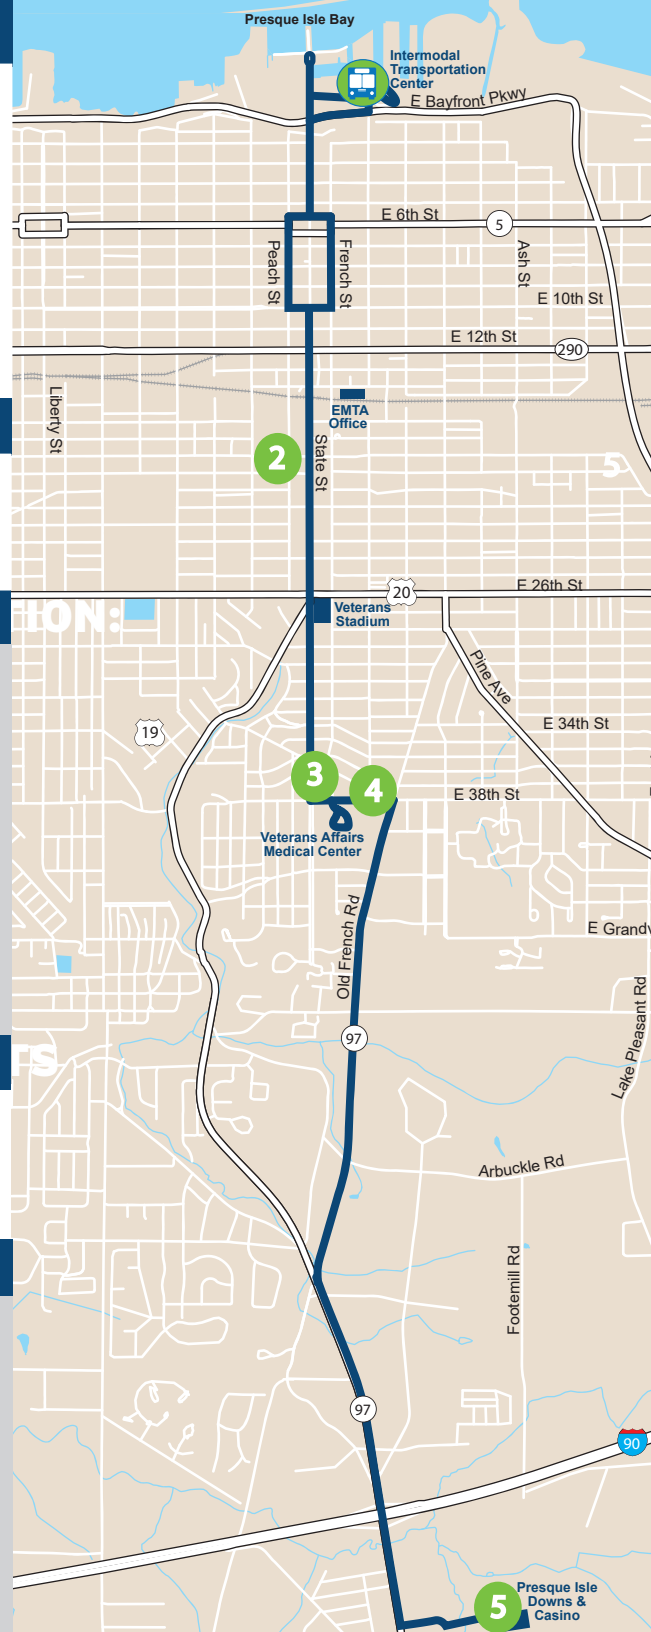 Presque Isle Bay
Intermodal
Transportation
Center
E Bayfront Pkwy
E 6th St
5
Peach St
French St
Ash St
E 10th St
E 12th St
290
Liberty St
EMTA
Office
State St
2
5
20
E 26th St
TION:
Veterans
Stadium
Pine Ave
19
E 34th St
3
4
E 38th St
Veterans Affairs
Medical Center
Old French Rd
E Grandv
Lake Pleasant Rd
97
TS
Arbuckle Rd
Footemill Rd
97
90
5
Presque Isle
Downs &
Casino